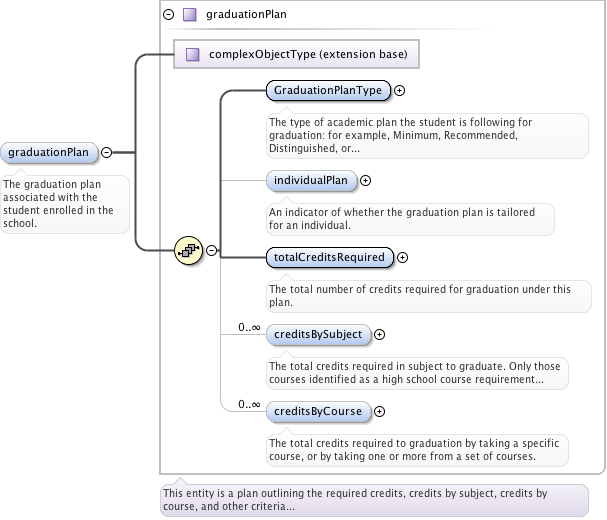 graduationPlan
complexObjectType (extension base)
GraduationPlanType
The type of academic plan the student is following for
graduation: for example, Minimum, Recommended,
Distinguished, or...
graduationPlan
The graduation plan
associated with the
student enrolled in the
school.
individualPlan
An indicator of whether the graduation plan is tailored
for an individual.
totalCreditsRequired
The total number of credits required for graduation under this
plan.
0..∞
creditsBySubject
The total credits required in subject to graduate. Only those
courses identified as a high school course requirement...
0..∞
creditsByCourse
The total credits required to graduation by taking a specific
course, or by taking one or more from a set of courses.
This entity is a plan outlining the required credits, credits by subject, credits by
course, and other criteria...